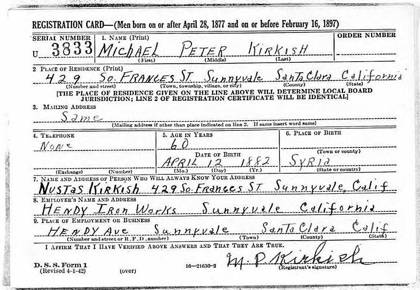 REGISTRATION CARD—(Men born on or after April 28, 1877 and on or before February 16, 1897)
SERIAL NUMBER 1. NAME (Print) ORDER NUMBER
U 3833 MICHAEL PETER KIRKISH
(First) (Middle) (Last)
2. PLACE OF RESIDENCE (Print)
429 So. FRANCES ST Sunnyvale Santa Clara California
(Number and street) (Town, township, village, or city) (County) (State)
[THE PLACE OF RESIDENCE GIVEN ON THE LINE ABOVE WILL DETERMINE LOCAL BOARD
JURISDICTION; LINE 2 OF REGISTRATION CERTIFICATE WILL BE IDENTICAL]
3. MAILING ADDRESS
Same
[Mailing address if other than place indicated on line 2. If same insert word same]
4. TELEPHONE 5. AGE IN YEARS 6. PLACE OF BIRTH
None 60
DATE OF BIRTH (Town or county)
APRIL 12 1882 SYRIA
(Exchange) (Number) (Mo.) (Day) (Yr.) (State or country)
7. NAME AND ADDRESS OF PERSON WHO WILL ALWAYS KNOW YOUR ADDRESS
Nustas Kirkish 429 So. Frances St Sunnyvale, Calif
8. EMPLOYER'S NAME AND ADDRESS
Hendy Iron Works Sunnyvale California
9. PLACE OF EMPLOYMENT OR BUSINESS
Hendy Ave Sunnyvale Santa Clara Calif
(Number and street or R. F. D. number) (Town) (County) (State)
I AFFIRM THAT I HAVE VERIFIED ABOVE ANSWERS AND THAT THEY ARE TRUE.
D. S. S. Form 1
(Revised 4-1-42) (over) 16—21630-2 M.P. Kirkish
(Registrant's signature)